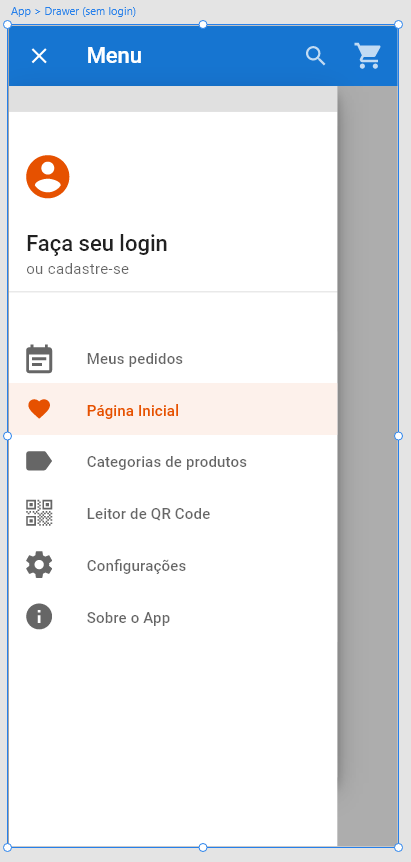 App > Drawer (sem login)
Menu
Faça seu login
ou cadastre-se
Meus pedidos
Página Inicial
Categorias de produtos
Leitor de QR Code
Configurações
Sobre o App